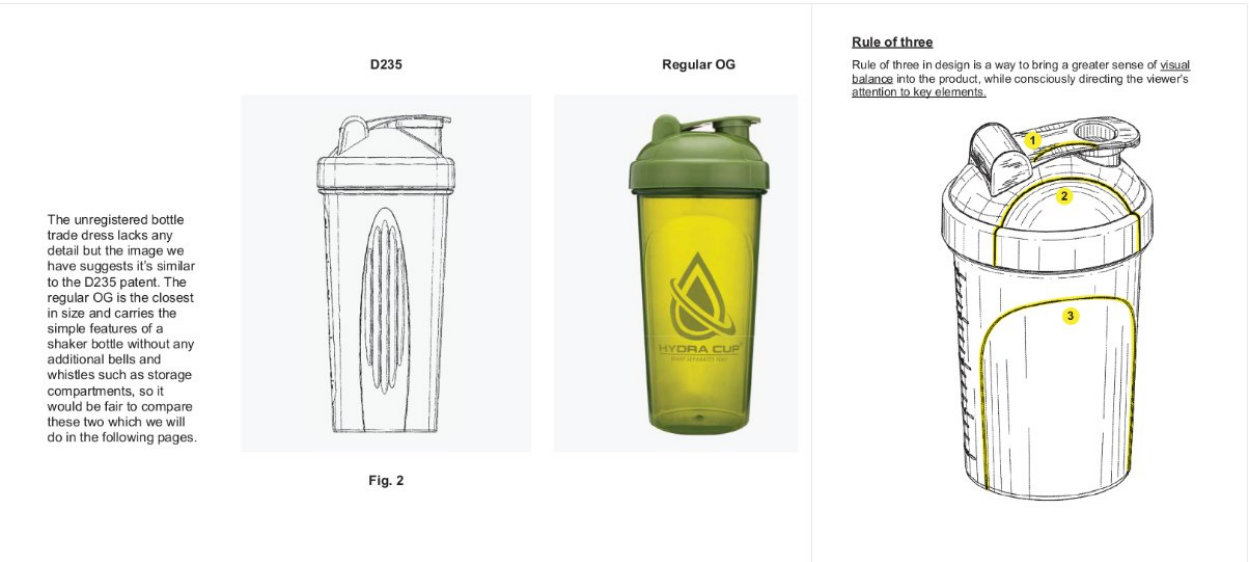 D235
Regular OG
The unregistered bottle
trade dress lacks any
detail but the image we
have suggests it's similar
to the D235 patent. The
regular OG is the closest
in size and carries the
simple features of a
shaker bottle without any
additional bells and
whistles such as storage
compartments, so it
would be fair to compare
these two which we will
do in the following pages.
HYDRA CUP
Fig. 2
Rule of three
Rule of three in design is a way to bring a greater sense of visual
balance into the product, while consciously directing the viewer's
attention to key elements.
1
2
3